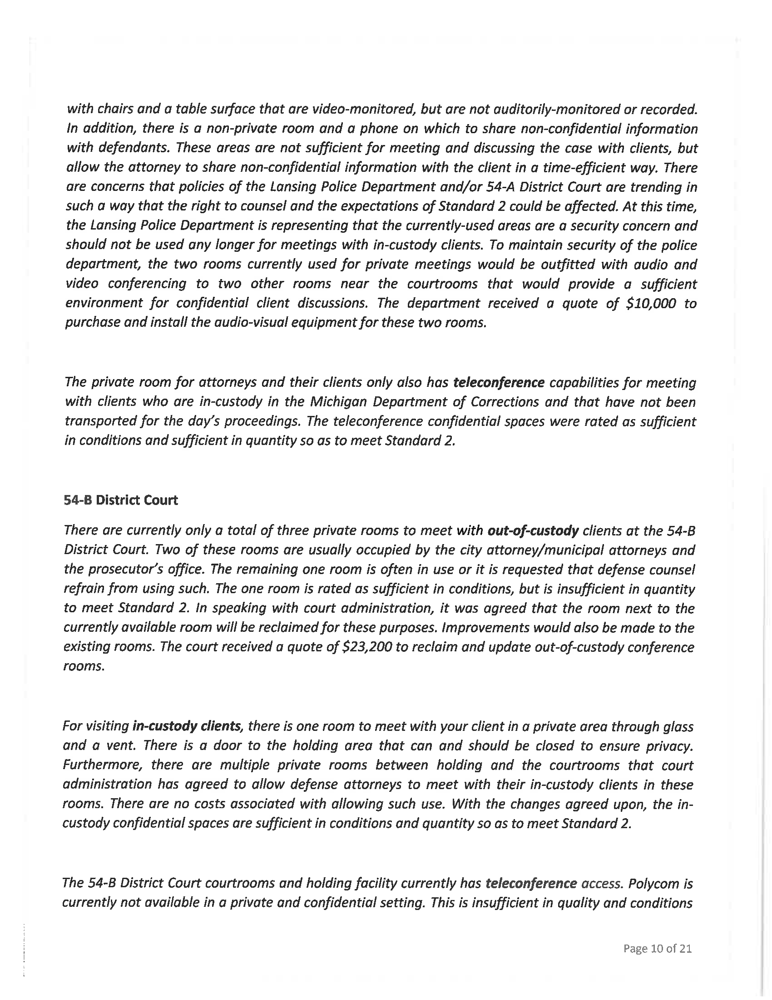 with chairs and a table surface that are video-monitored, but are not auditorily-monitored or recorded.
In addition, there is a non-private room and a phone on which to share non-confidential information
with defendants. These areas are not sufficient for meeting and discussing the case with clients, but
allow the attorney to share non-confidential information with the client in a time-efficient way. There
are concerns that policies of the Lansing Police Department and/or 54-A District Court are trending in
such a way that the right to counsel and the expectations of Standard 2 could be affected. At this time,
the Lansing Police Department is representing that the currently-used areas are a security concern and
should not be used any longer for meetings with in-custody clients. To maintain security of the police
department, the two rooms currently used for private meetings would be outfitted with audio and
video conferencing to two other rooms near the courtrooms that would provide a sufficient
environment for confidential client discussions. The department received a quote of $10,000 to
purchase and install the audio-visual equipment for these two rooms.
The private room for attorneys and their clients only also has teleconference capabilities for meeting
with clients who are in-custody in the Michigan Department of Corrections and that have not been
transported for the day's proceedings. The teleconference confidential spaces were rated as sufficient
in conditions and sufficient in quantity so as to meet Standard 2.
54-B District Court
There are currently only a total of three private rooms to meet with out-of-custody clients at the 54-B
District Court. Two of these rooms are usually occupied by the city attorney/municipal attorneys and
the prosecutor's office. The remaining one room is often in use or it is requested that defense counsel
refrain from using such. The one room is rated as sufficient in conditions, but is insufficient in quantity
to meet Standard 2. In speaking with court administration, it was agreed that the room next to the
currently available room will be reclaimed for these purposes. Improvements would also be made to the
existing rooms. The court received a quote of $23,200 to reclaim and update out-of-custody conference
rooms.
For visiting in-custody clients, there is one room to meet with your client in a private area through glass
and a vent. There is a door to the holding area that can and should be closed to ensure privacy.
Furthermore, there are multiple private rooms between holding and the courtrooms that court
administration has agreed to allow defense attorneys to meet with their in-custody clients in these
rooms. There are no costs associated with allowing such use. With the changes agreed upon, the in-
custody confidential spaces are sufficient in conditions and quantity so as to meet Standard 2.
The 54-B District Court courtrooms and holding facility currently has teleconference access. Polycom is
currently not available in a private and confidential setting. This is insufficient in quality and conditions
Page 10 of 21